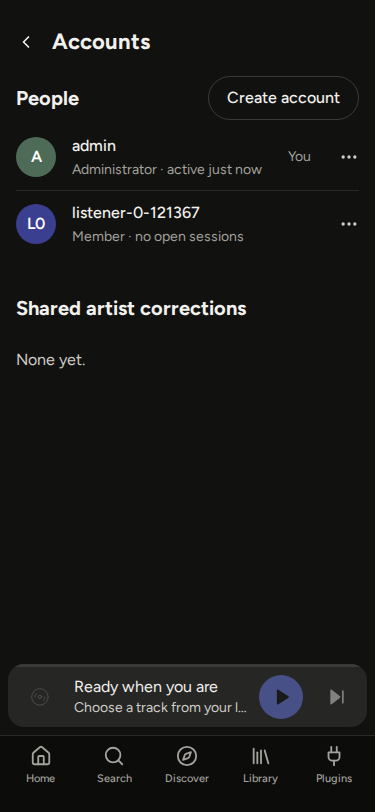 Accounts
People
Create account
A
admin
Administrator · active just now
You
L0
listener-0-121367
Member · no open sessions
Shared artist corrections
None yet.
Ready when you are
Choose a track from your l...
Home
Search
Discover
Library
Plugins